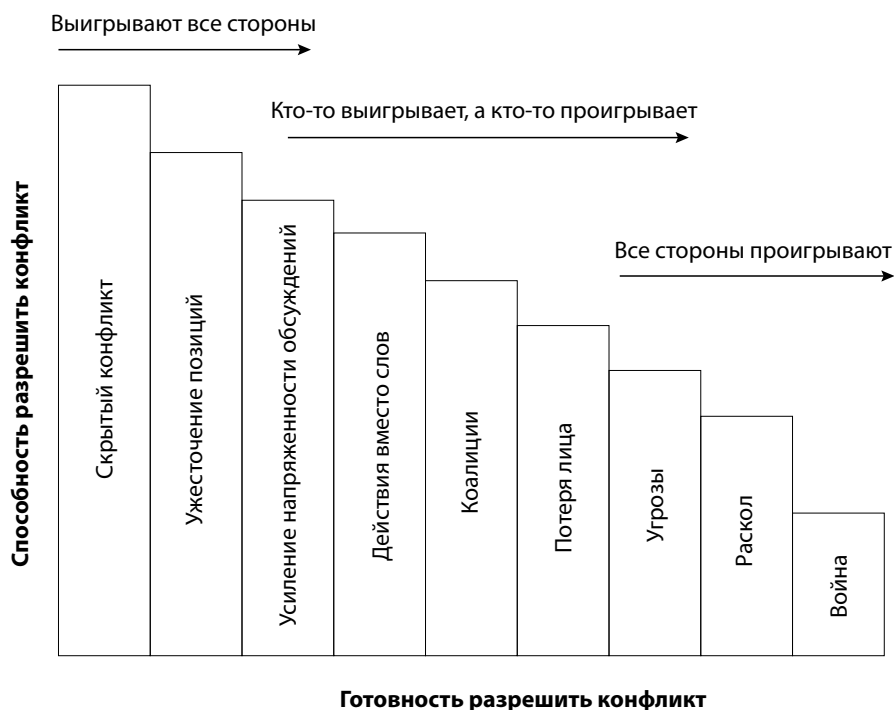 Выигрывают все стороны
Кто-то выигрывает, а кто-то проигрывает
Все стороны проигрывают
Способность разрешить конфликт
Скрытый конфликт
Ужесточение позиций
Усиление напряженности обсуждений
Действия вместо слов
Коалиции
Потеря лица
Угрозы
Раскол
Война
Готовность разрешить конфликт